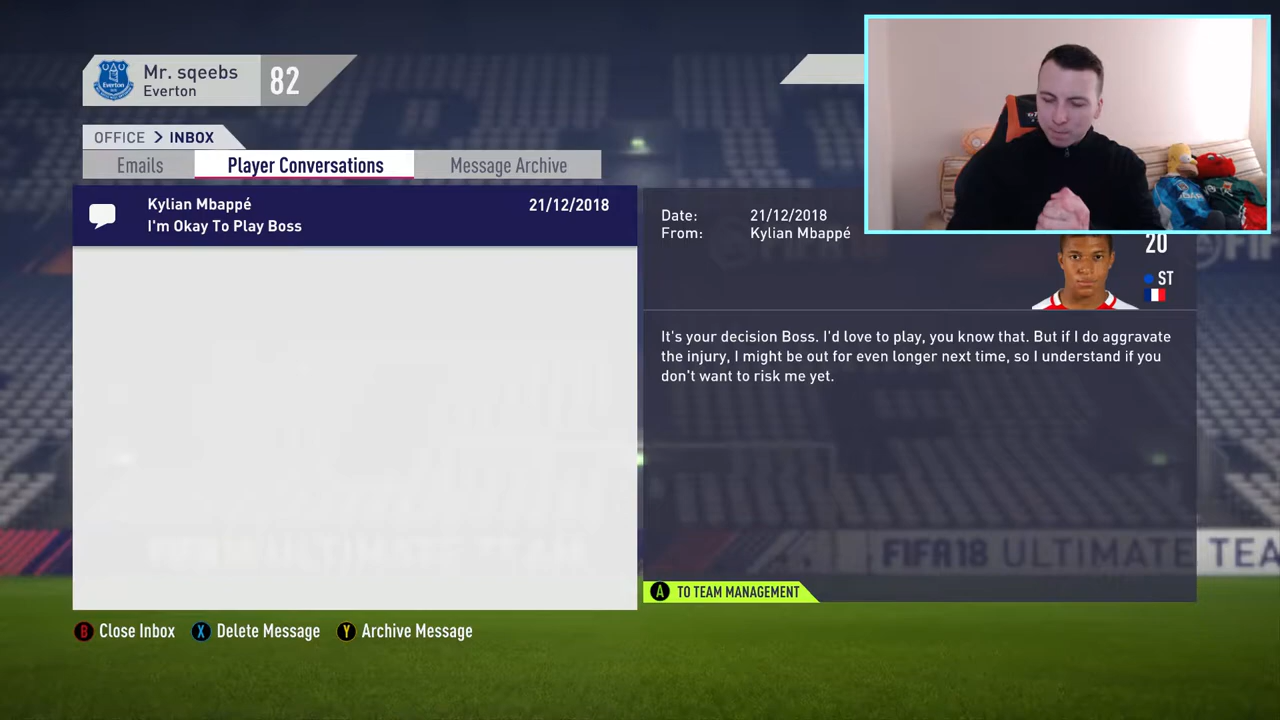 Mr. sqeebs
Everton
82
OFFICE > INBOX
Emails
Player Conversations
Message Archive
Kylian Mbappé
21/12/2018
I'm Okay To Play Boss
Date: 21/12/2018
From: Kylian Mbappé
20
ST
It's your decision Boss. I'd love to play, you know that. But if I do aggravate
the injury, I might be out for even longer next time, so I understand if you
don't want to risk me yet.
A TO TEAM MANAGEMENT
B Close Inbox
X Delete Message
Y Archive Message
FIFA18 ULTIMATE TEA